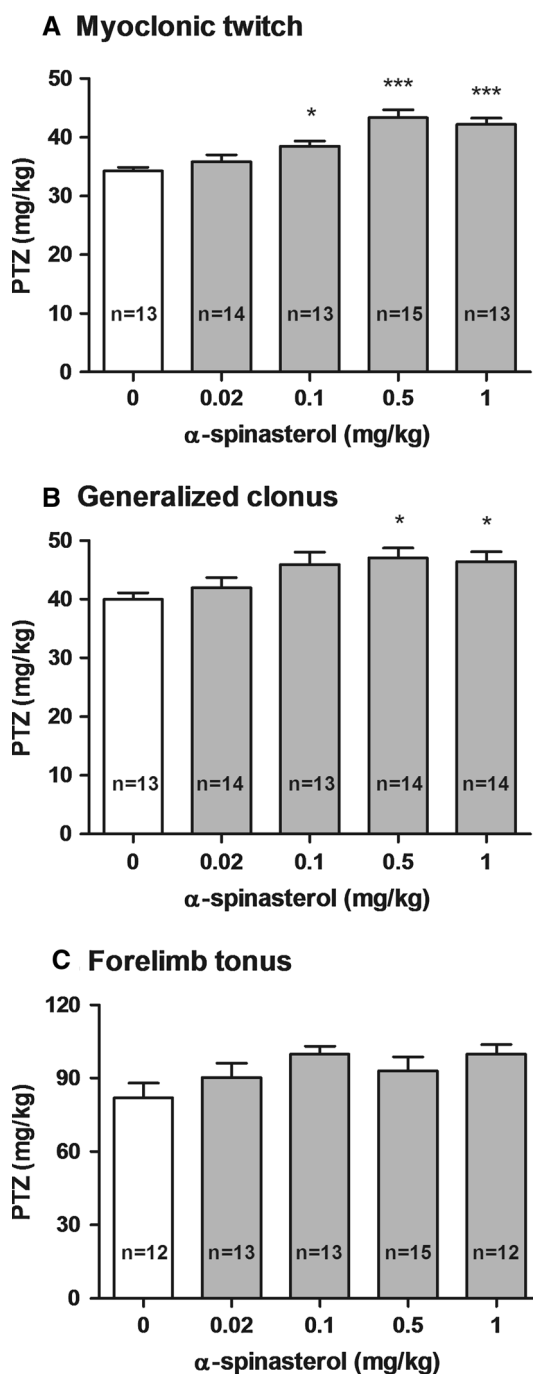 A Myoclonic twitch
50
40
30
20
10
0
PTZ (mg/kg)
*
***
***
n=13
n=14
n=13
n=15
n=13
0 0.02 0.1 0.5 1
α-spinasterol (mg/kg)
B Generalized clonus
50
40
30
20
10
0
PTZ (mg/kg)
*
*
n=13
n=14
n=13
n=14
n=14
0 0.02 0.1 0.5 1
α-spinasterol (mg/kg)
C Forelimb tonus
120
90
60
30
0
PTZ (mg/kg)
n=12
n=13
n=13
n=15
n=12
0 0.02 0.1 0.5 1
α-spinasterol (mg/kg)